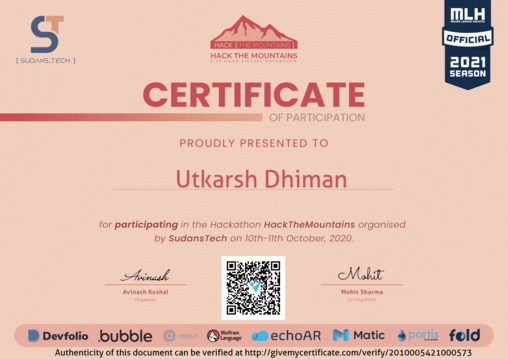 ST
[ SUDANS.TECH ]
HACK [ THE MOUNTAINS ]
HACK THE MOUNTAINS
A 36 HOUR VIRTUAL HACKATHON
MLH
MAJOR LEAGUE HACKING
OFFICIAL
2021
SEASON
CERTIFICATE
OF PARTICIPATION
PROUDLY PRESENTED TO
Utkarsh Dhiman
for participating in the Hackathon HackTheMountains organised
by SudansTech on 10th-11th October, 2020.
Avinash
Mohit
Avinash Koshal
Mohit Sharma
Organizer
Co-Organizer
Devfolio .bubble repl.it Wolfram Language echoAR Matic portis fold
Authenticity of this document can be verified at http://givemycertificate.com/verify/2010005421000573